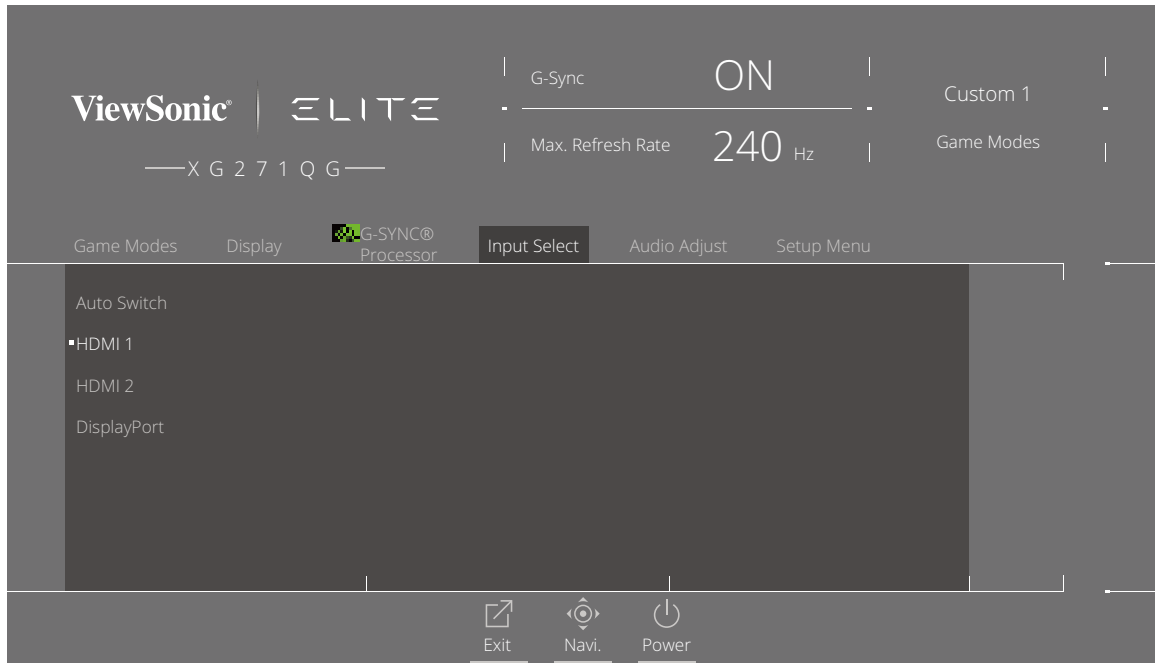 ViewSonic® ELITE
XG271QG
G-Sync ON
Max. Refresh Rate 240 Hz
Custom 1
Game Modes
Game Modes Display G-SYNC® Processor Input Select Audio Adjust Setup Menu
Auto Switch
HDMI 1
HDMI 2
DisplayPort
Exit Navi. Power